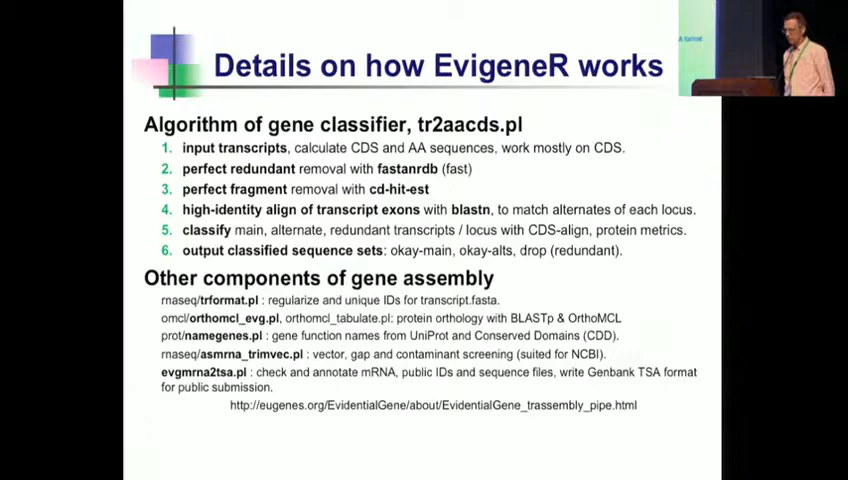 Details on how EvigeneR works
A format
Algorithm of gene classifier, tr2aacds.pl
1. input transcripts, calculate CDS and AA sequences, work mostly on CDS.
2. perfect redundant removal with fastanrdb (fast)
3. perfect fragment removal with cd-hit-est
4. high-identity align of transcript exons with blastn, to match alternates of each locus.
5. classify main, alternate, redundant transcripts / locus with CDS-align, protein metrics.
6. output classified sequence sets: okay-main, okay-alts, drop (redundant).
Other components of gene assembly
rnaseq/trformat.pl : regularize and unique IDs for transcript.fasta.
omcl/orthomcl_evg.pl, orthomcl_tabulate.pl: protein orthology with BLASTp & OrthoMCL
prot/namegenes.pl : gene function names from UniProt and Conserved Domains (CDD).
rnaseq/asmrna_trimvec.pl : vector, gap and contaminant screening (suited for NCBI).
evgmrna2tsa.pl : check and annotate mRNA, public IDs and sequence files, write Genbank TSA format
for public submission.
http://eugenes.org/EvidentialGene/about/EvidentialGene_trassembly_pipe.html